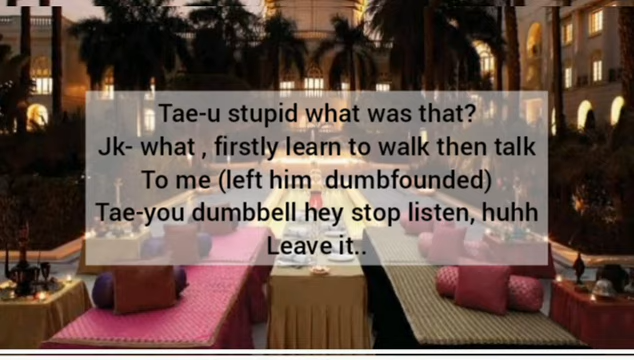 Tae-u stupid what was that?
Jk- what , firstly learn to walk then talk
To me (left him dumbfounded)
Tae-you dumbbell hey stop listen, huhh
Leave it..